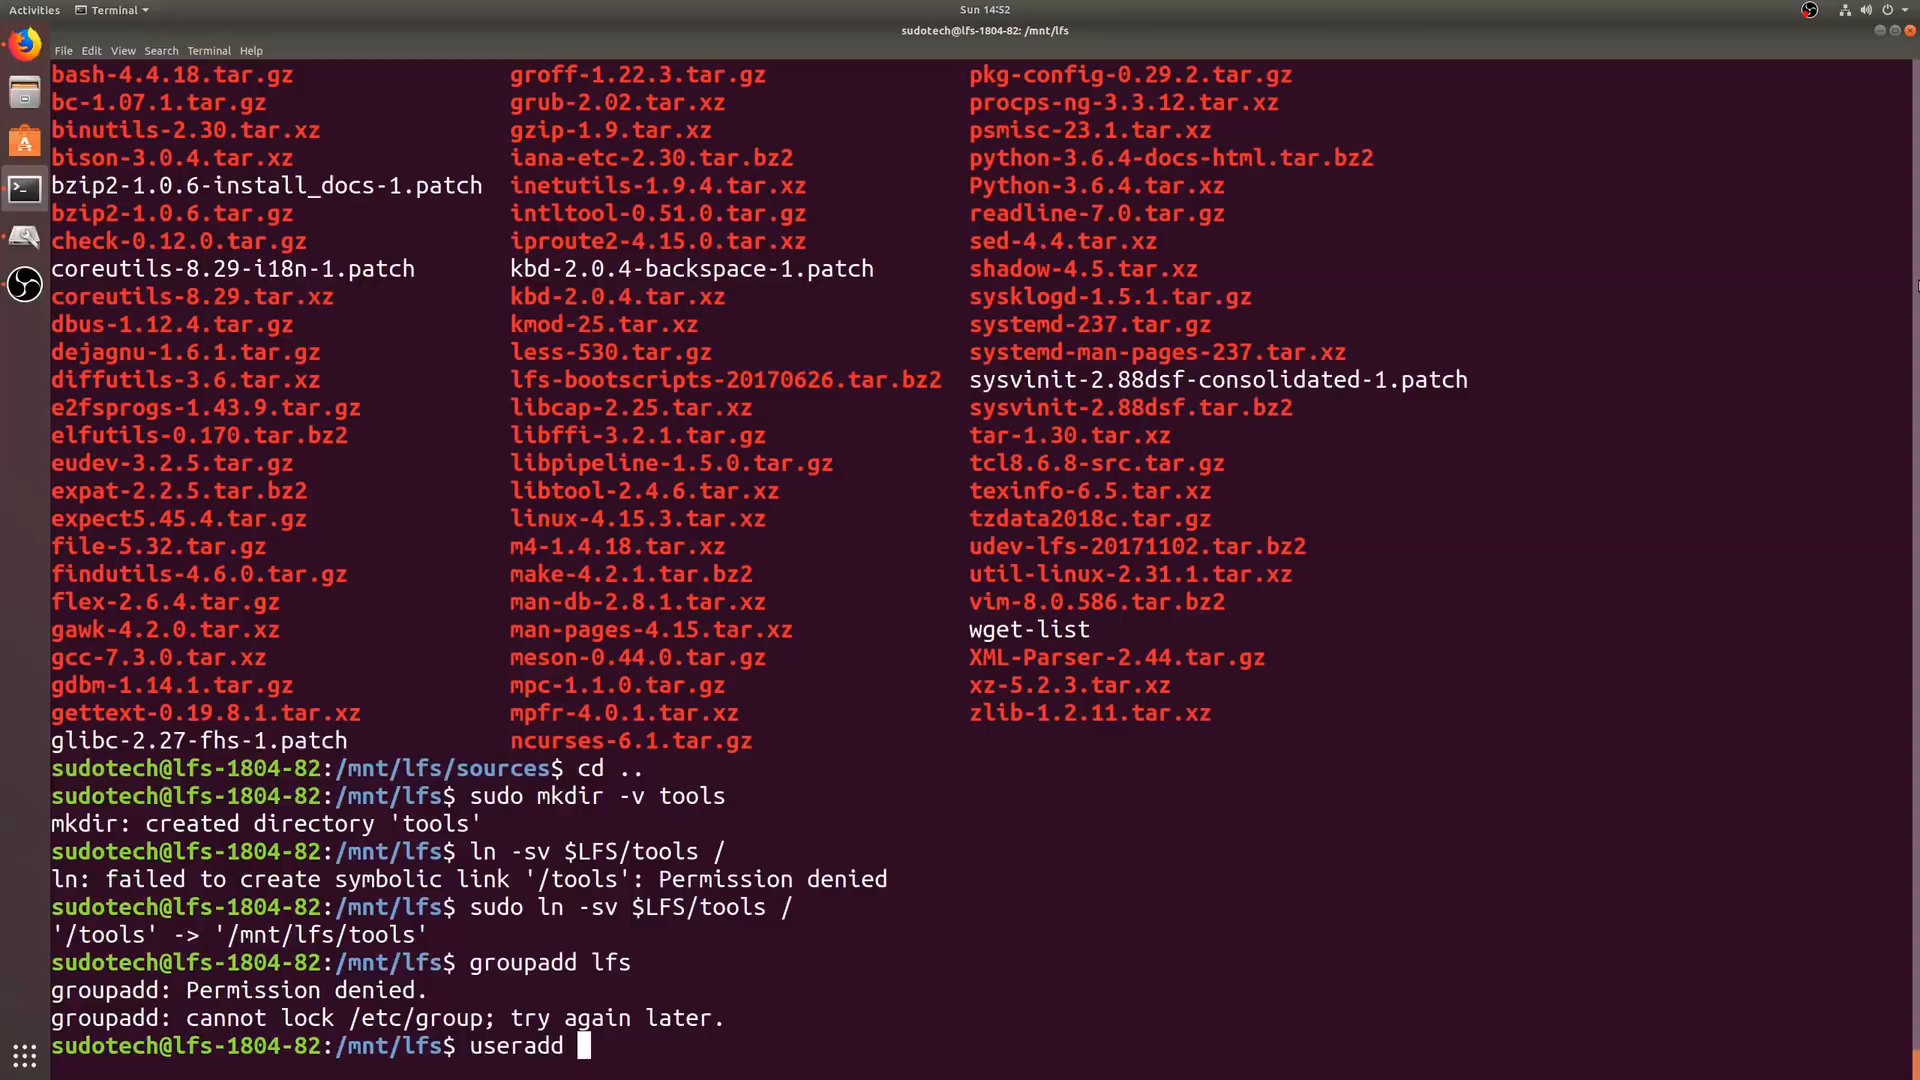 Activities Terminal Sun 14:52
sudotech@lfs-1804-82: /mnt/lfs
File Edit View Search Terminal Help
bash-4.4.18.tar.gz groff-1.22.3.tar.gz pkg-config-0.29.2.tar.gz
bc-1.07.1.tar.gz grub-2.02.tar.xz procps-ng-3.3.12.tar.xz
binutils-2.30.tar.xz gzip-1.9.tar.xz psmisc-23.1.tar.xz
bison-3.0.4.tar.xz iana-etc-2.30.tar.bz2 python-3.6.4-docs-html.tar.bz2
bzip2-1.0.6-install_docs-1.patch inetutils-1.9.4.tar.xz Python-3.6.4.tar.xz
bzip2-1.0.6.tar.gz intltool-0.51.0.tar.gz readline-7.0.tar.gz
check-0.12.0.tar.gz iproute2-4.15.0.tar.xz sed-4.4.tar.xz
coreutils-8.29-i18n-1.patch kbd-2.0.4-backspace-1.patch shadow-4.5.tar.xz
coreutils-8.29.tar.xz kbd-2.0.4.tar.xz sysklogd-1.5.1.tar.gz
dbus-1.12.4.tar.gz kmod-25.tar.xz systemd-237.tar.gz
dejagnu-1.6.1.tar.gz less-530.tar.gz systemd-man-pages-237.tar.xz
diffutils-3.6.tar.xz lfs-bootscripts-20170626.tar.bz2 sysvinit-2.88dsf-consolidated-1.patch
e2fsprogs-1.43.9.tar.gz libcap-2.25.tar.xz sysvinit-2.88dsf.tar.bz2
elfutils-0.170.tar.bz2 libffi-3.2.1.tar.gz tar-1.30.tar.xz
eudev-3.2.5.tar.gz libpipeline-1.5.0.tar.gz tcl8.6.8-src.tar.gz
expat-2.2.5.tar.bz2 libtool-2.4.6.tar.xz texinfo-6.5.tar.xz
expect5.45.4.tar.gz linux-4.15.3.tar.xz tzdata2018c.tar.gz
file-5.32.tar.gz m4-1.4.18.tar.xz udev-lfs-20171102.tar.bz2
findutils-4.6.0.tar.gz make-4.2.1.tar.bz2 util-linux-2.31.1.tar.xz
flex-2.6.4.tar.gz man-db-2.8.1.tar.xz vim-8.0.586.tar.bz2
gawk-4.2.0.tar.xz man-pages-4.15.tar.xz wget-list
gcc-7.3.0.tar.xz meson-0.44.0.tar.gz XML-Parser-2.44.tar.gz
gdbm-1.14.1.tar.gz mpc-1.1.0.tar.gz xz-5.2.3.tar.xz
gettext-0.19.8.1.tar.xz mpfr-4.0.1.tar.xz zlib-1.2.11.tar.xz
glibc-2.27-fhs-1.patch ncurses-6.1.tar.gz
sudotech@lfs-1804-82:/mnt/lfs/sources$ cd ..
sudotech@lfs-1804-82:/mnt/lfs$ sudo mkdir -v tools
mkdir: created directory 'tools'
sudotech@lfs-1804-82:/mnt/lfs$ ln -sv $LFS/tools /
ln: failed to create symbolic link '/tools': Permission denied
sudotech@lfs-1804-82:/mnt/lfs$ sudo ln -sv $LFS/tools /
'/tools' -> '/mnt/lfs/tools'
sudotech@lfs-1804-82:/mnt/lfs$ groupadd lfs
groupadd: Permission denied.
groupadd: cannot lock /etc/group; try again later.
sudotech@lfs-1804-82:/mnt/lfs$ useradd